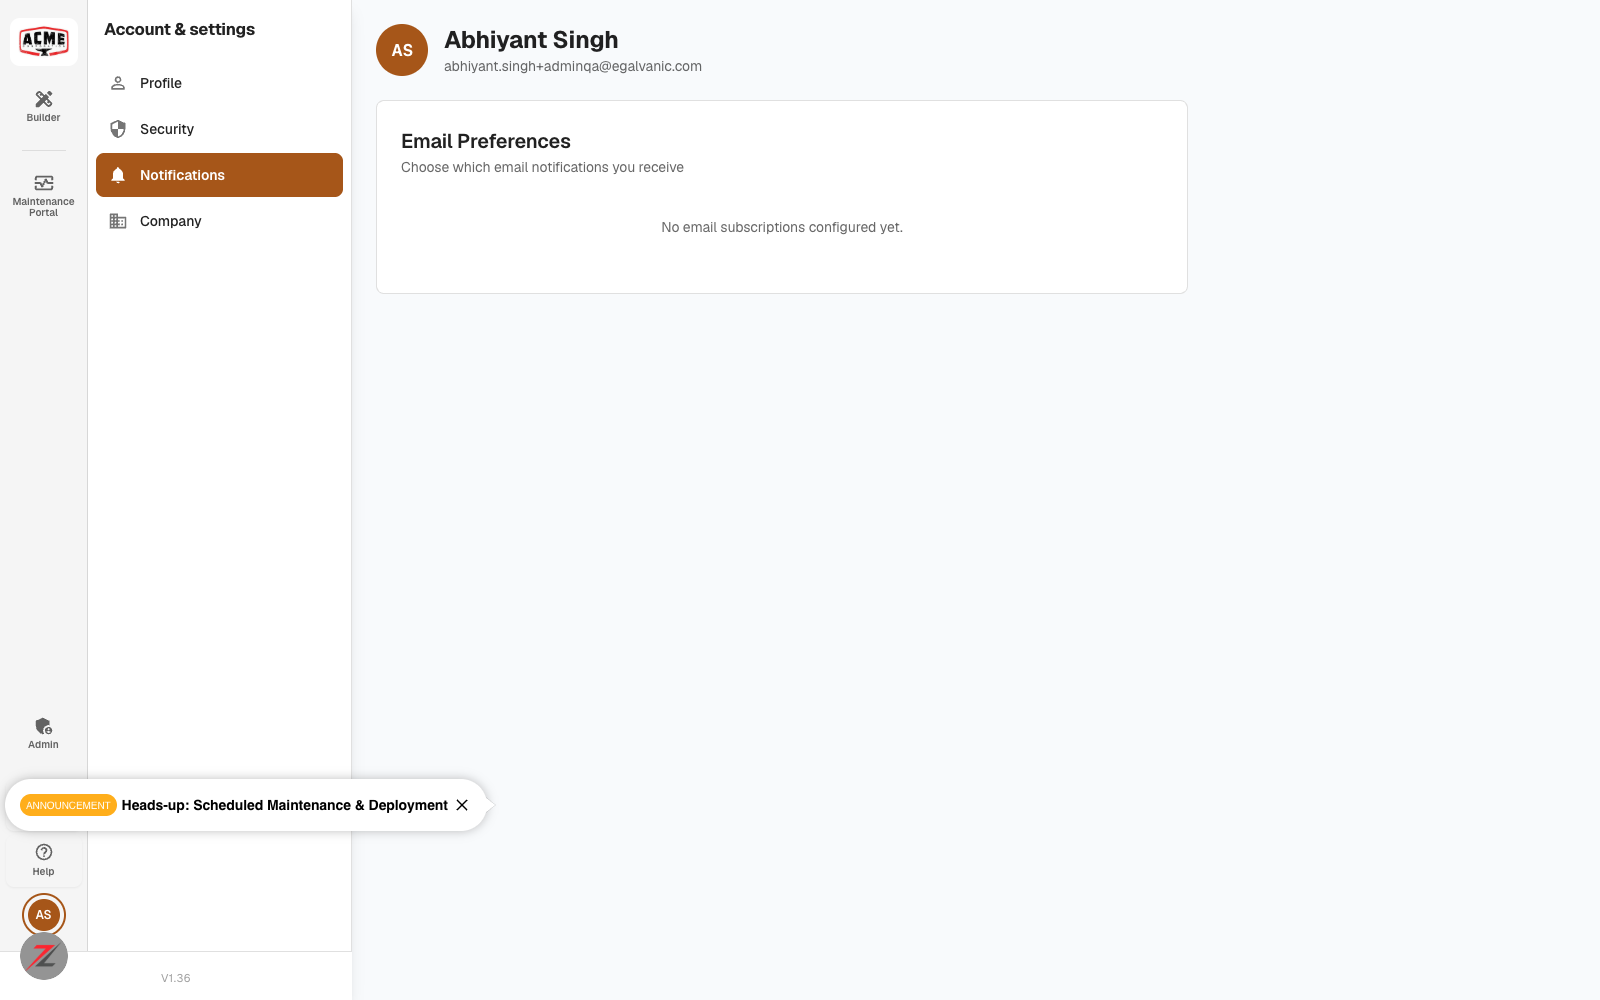 ACME
Builder
Maintenance
Portal
Admin
Help
AS
Account & settings
Profile
Security
Notifications
Company
V1.36
AS
Abhiyant Singh
abhiyant.singh+adminqa@egalvanic.com
Email Preferences
Choose which email notifications you receive
No email subscriptions configured yet.
ANNOUNCEMENT Heads-up: Scheduled Maintenance & Deployment